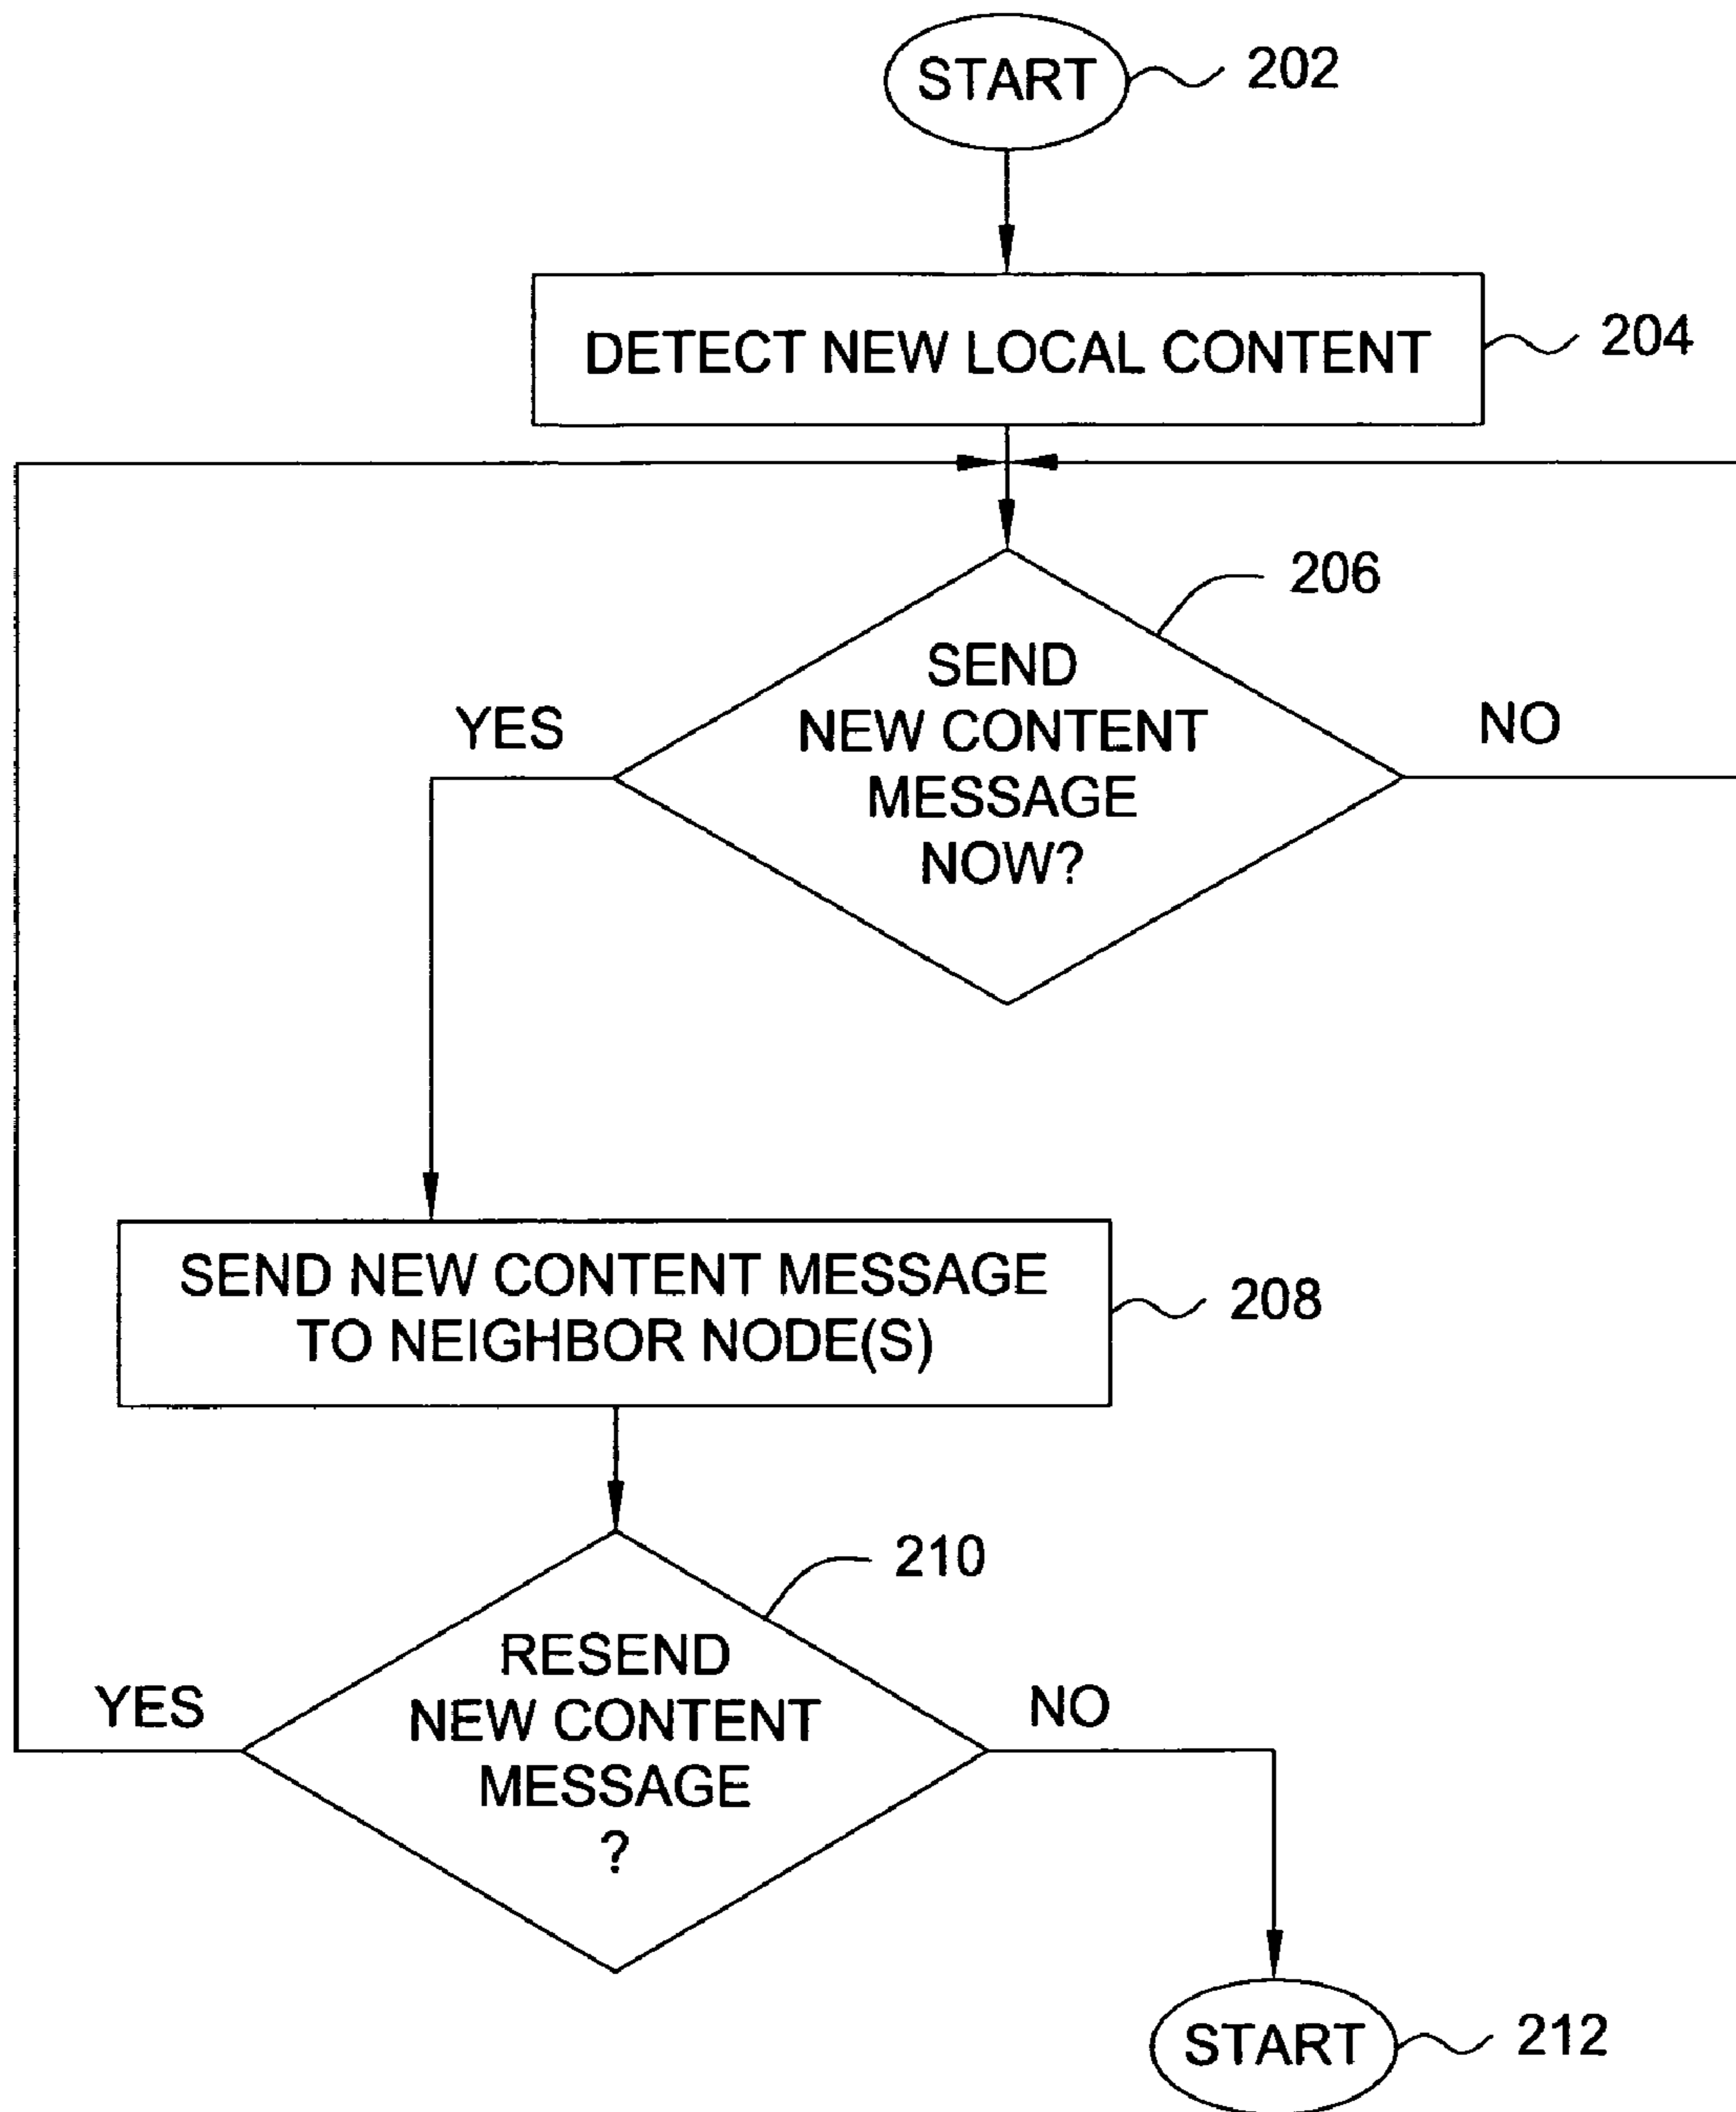 START
202
DETECT NEW LOCAL CONTENT
204
206
SEND
NEW CONTENT
MESSAGE
NOW?
YES
NO
SEND NEW CONTENT MESSAGE
TO NEIGHBOR NODE(S)
208
210
RESEND
NEW CONTENT
MESSAGE
?
YES
NO
START
212